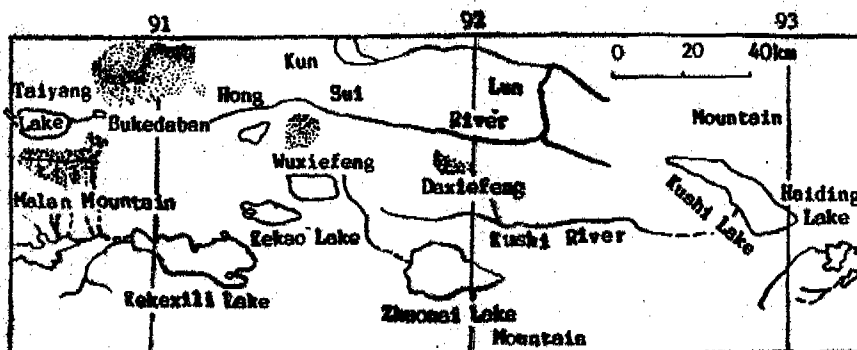 91 92 93
Kun
0 20 40km
Taiyang
Lake
Hong Sui
Lun
River
Bukedaban
Mountain
Wuxiefeng
Daxiefeng
Malan Mountain
Kushi Lake
Haiding
Lake
Kekao Lake
Kushi River
Kekexili Lake
Zhuonai Lake
Mountain